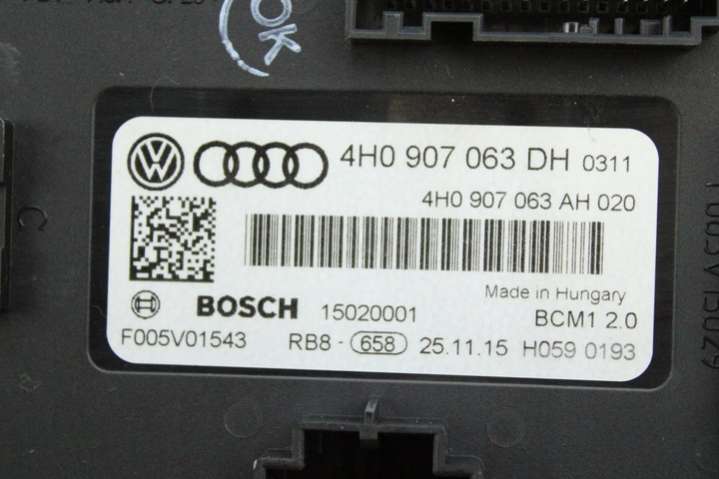 OK
4H0 907 063 DH 0311
4H0 907 063 AH 020
Made in Hungary
BOSCH 15020001 BCM1 2.0
F005V01543 RB8-658 25.11.15 H059 0193
C